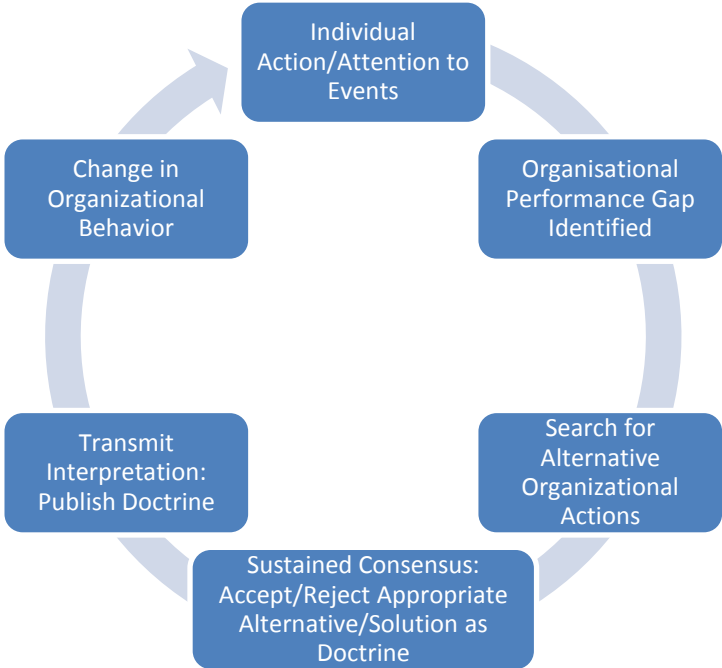 Individual
Action/Attention to
Events
Organisational
Performance Gap
Identified
Search for
Alternative
Organizational
Actions
Sustained Consensus:
Accept/Reject Appropriate
Alternative/Solution as
Doctrine
Transmit
Interpretation:
Publish Doctrine
Change in
Organizational
Behavior